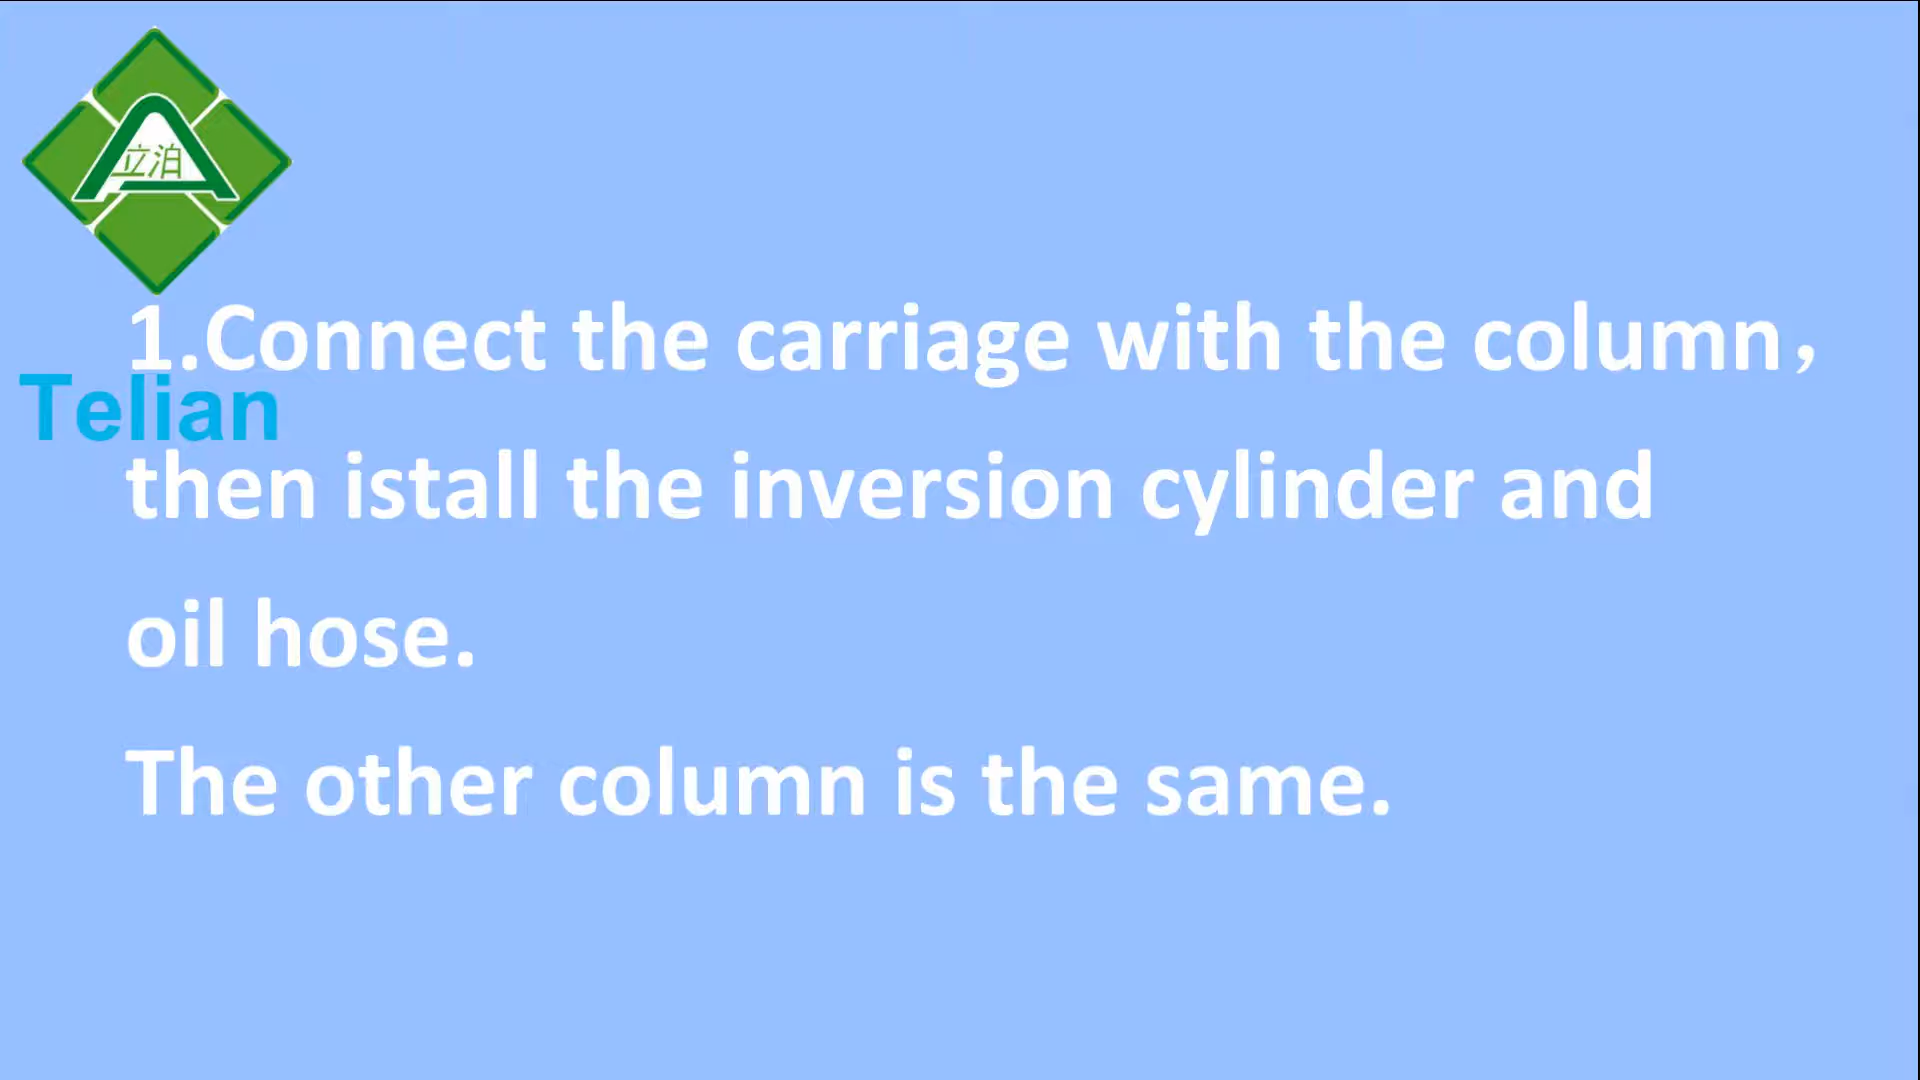 立泊
1.Connect the carriage with the column，
Telian
then istall the inversion cylinder and
oil hose.
The other column is the same.